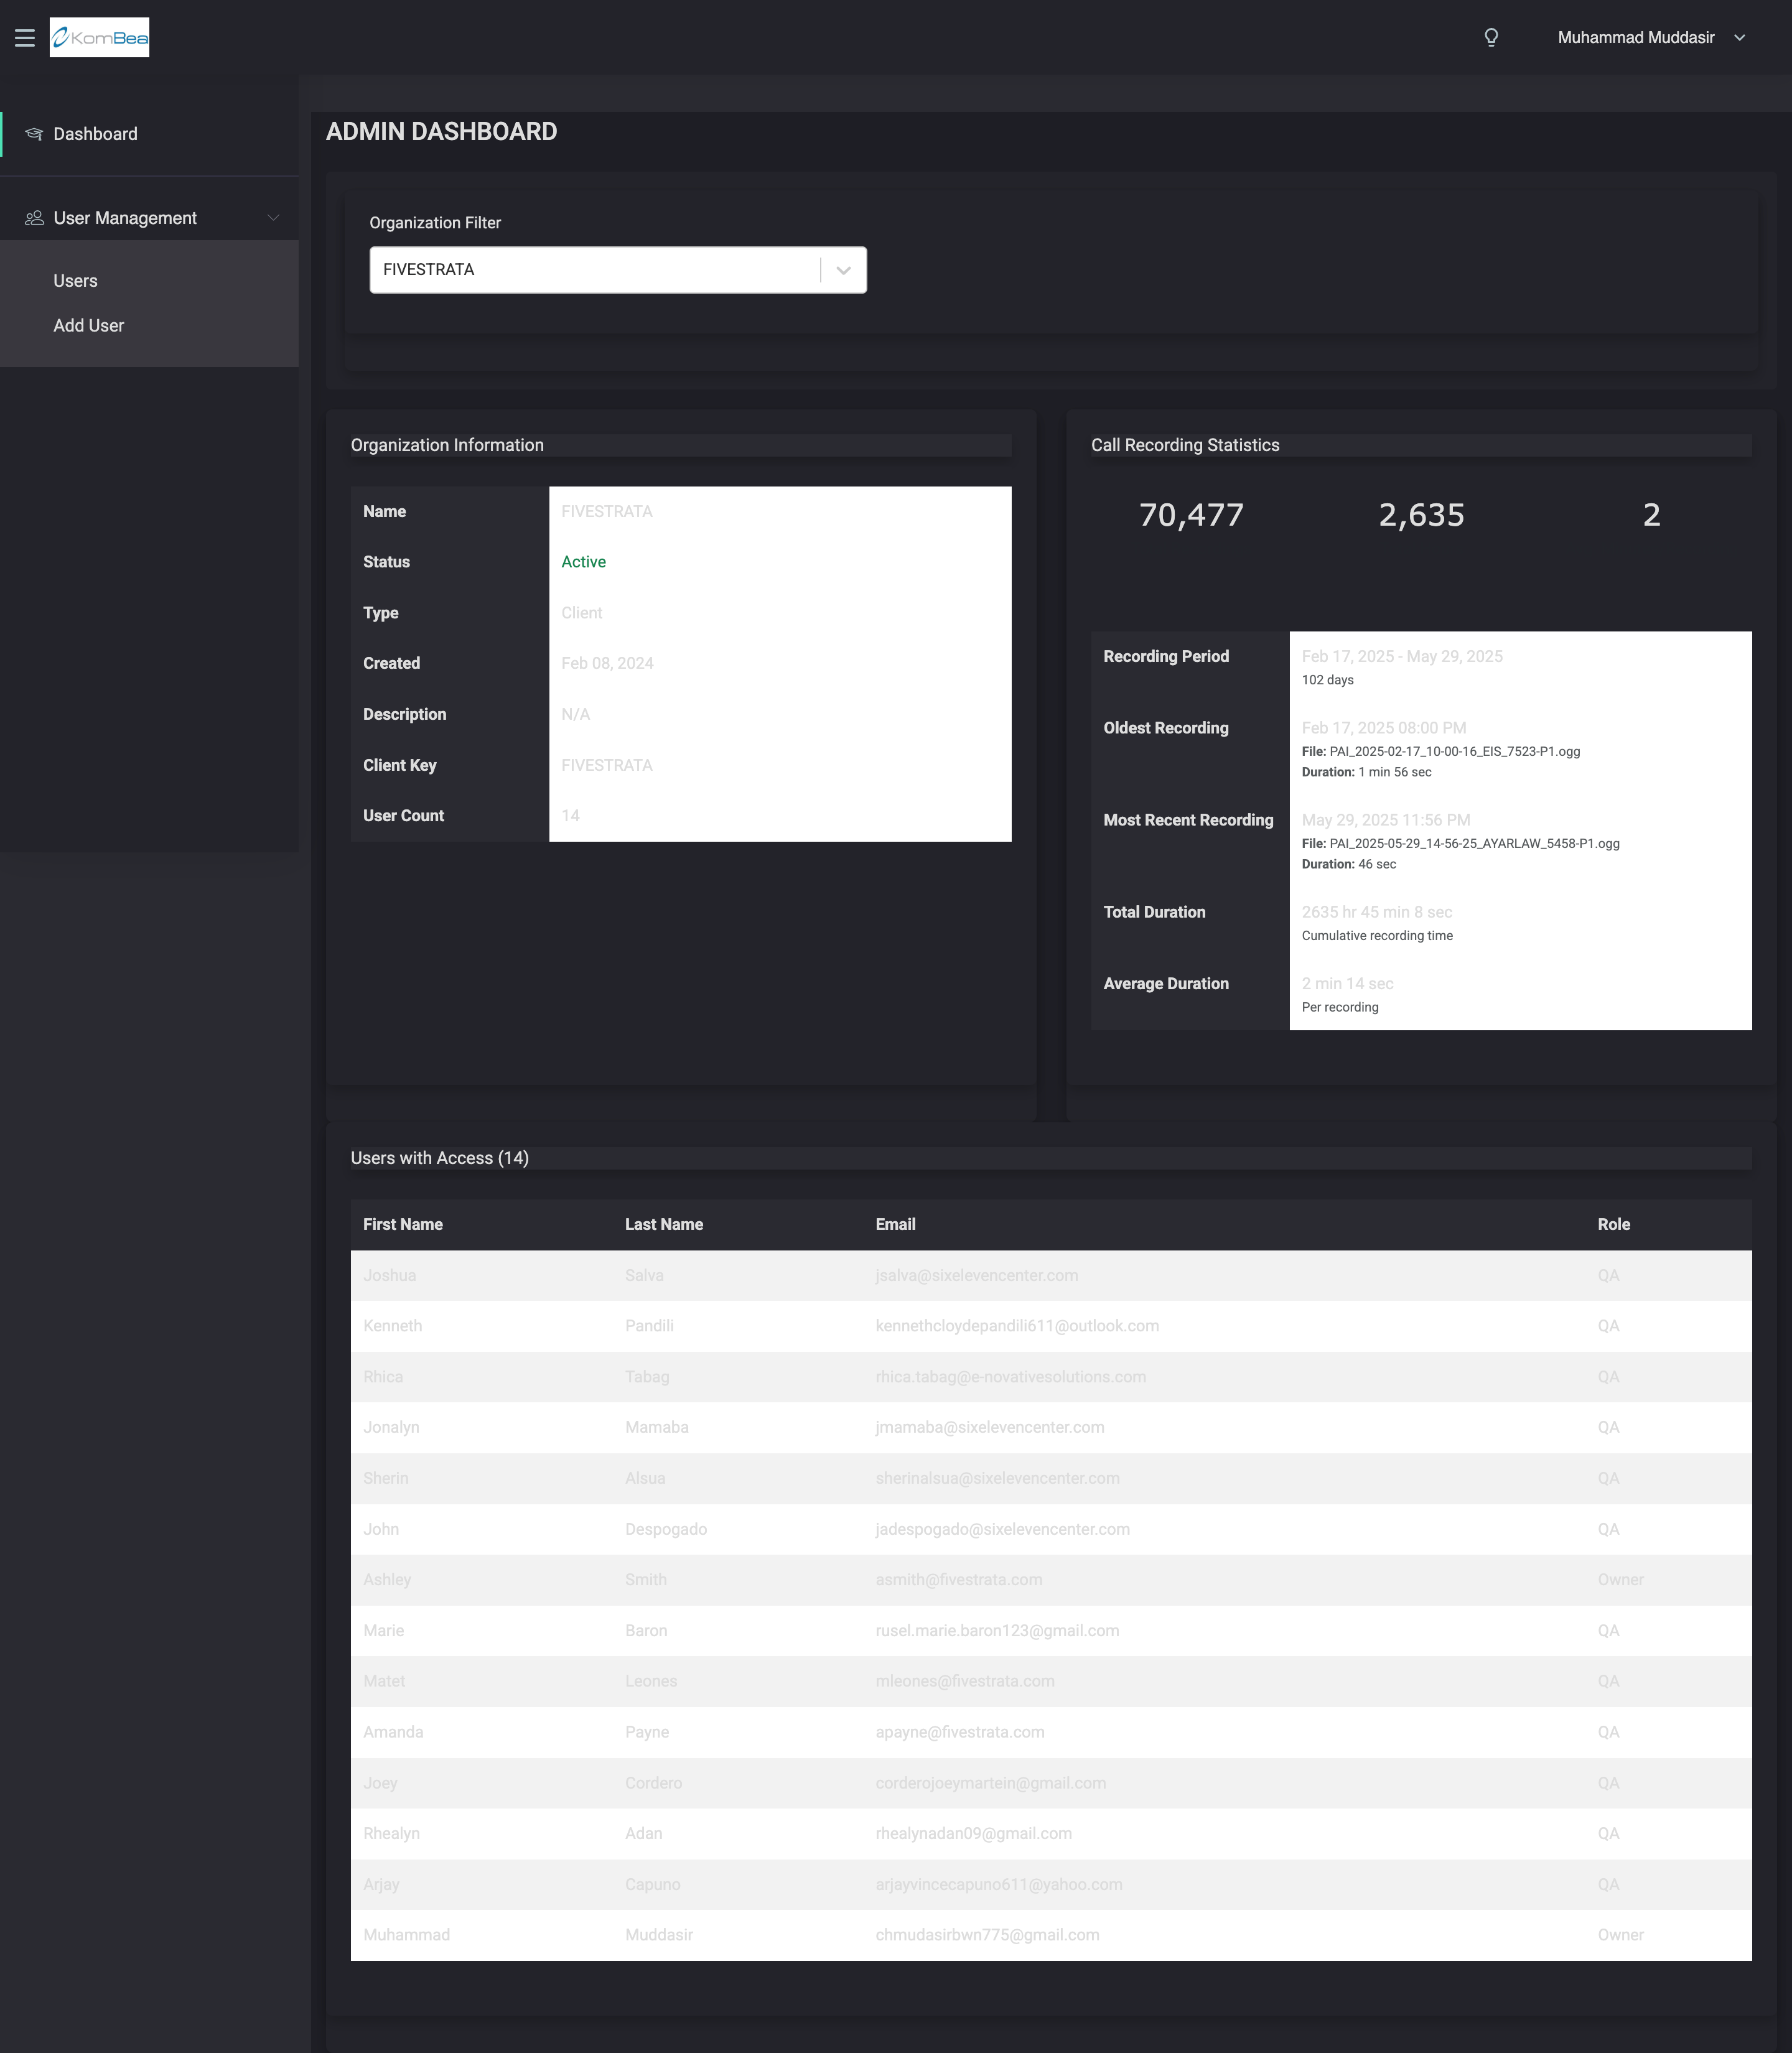 KomBea
Muhammad Muddasir
Dashboard
User Management
Users
Add User
ADMIN DASHBOARD
Organization Filter
FIVESTRATA
Organization Information
Name FIVESTRATA
Status Active
Type Client
Created Feb 08, 2024
Description N/A
Client Key FIVESTRATA
User Count 14
Call Recording Statistics
70,477 2,635 2
Recording Period Feb 17, 2025 - May 29, 2025
102 days
Oldest Recording Feb 17, 2025 08:00 PM
File: PAI_2025-02-17_10-00-16_EIS_7523-P1.ogg
Duration: 1 min 56 sec
Most Recent Recording May 29, 2025 11:56 PM
File: PAI_2025-05-29_14-56-25_AYARLAW_5458-P1.ogg
Duration: 46 sec
Total Duration 2635 hr 45 min 8 sec
Cumulative recording time
Average Duration 2 min 14 sec
Per recording
Users with Access (14)
First Name Last Name Email Role
Joshua Salva jsalva@sixelevencenter.com QA
Kenneth Pandili kennethcloydepandili611@outlook.com QA
Rhica Tabag rhica.tabag@e-novativesolutions.com QA
Jonalyn Mamaba jmamaba@sixelevencenter.com QA
Sherin Alsua sherinalsua@sixelevencenter.com QA
John Despogado jadespogado@sixelevencenter.com QA
Ashley Smith asmith@fivestrata.com Owner
Marie Baron rusel.marie.baron123@gmail.com QA
Matet Leones mleones@fivestrata.com QA
Amanda Payne apayne@fivestrata.com QA
Joey Cordero corderojoeymartein@gmail.com QA
Rhealyn Adan rhealynadan09@gmail.com QA
Arjay Capuno arjayvincecapuno611@yahoo.com QA
Muhammad Muddasir chmudasirbwn775@gmail.com Owner